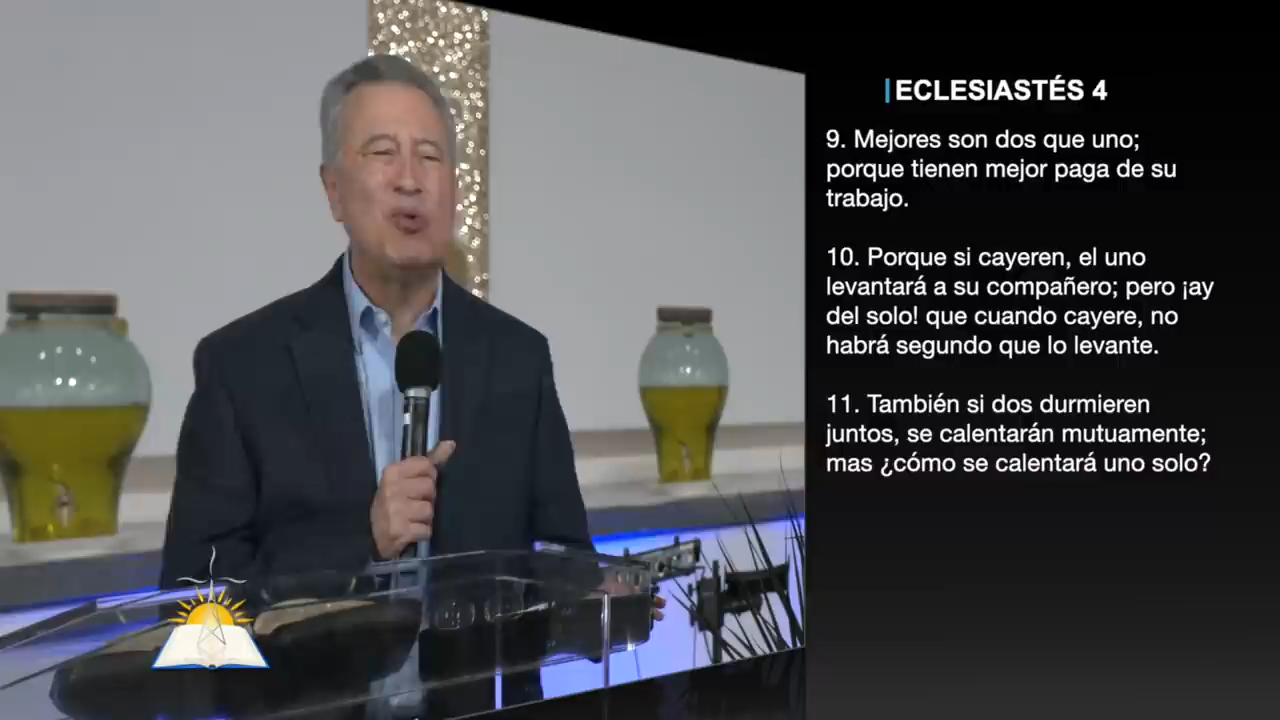 ECLESIASTÉS 4
9. Mejores son dos que uno;
porque tienen mejor paga de su
trabajo.
10. Porque si cayeren, el uno
levantará a su compañero; pero ¡ay
del solo! que cuando cayere, no
habrá segundo que lo levante.
11. También si dos durmieren
juntos, se calentarán mutuamente;
mas ¿cómo se calentará uno solo?